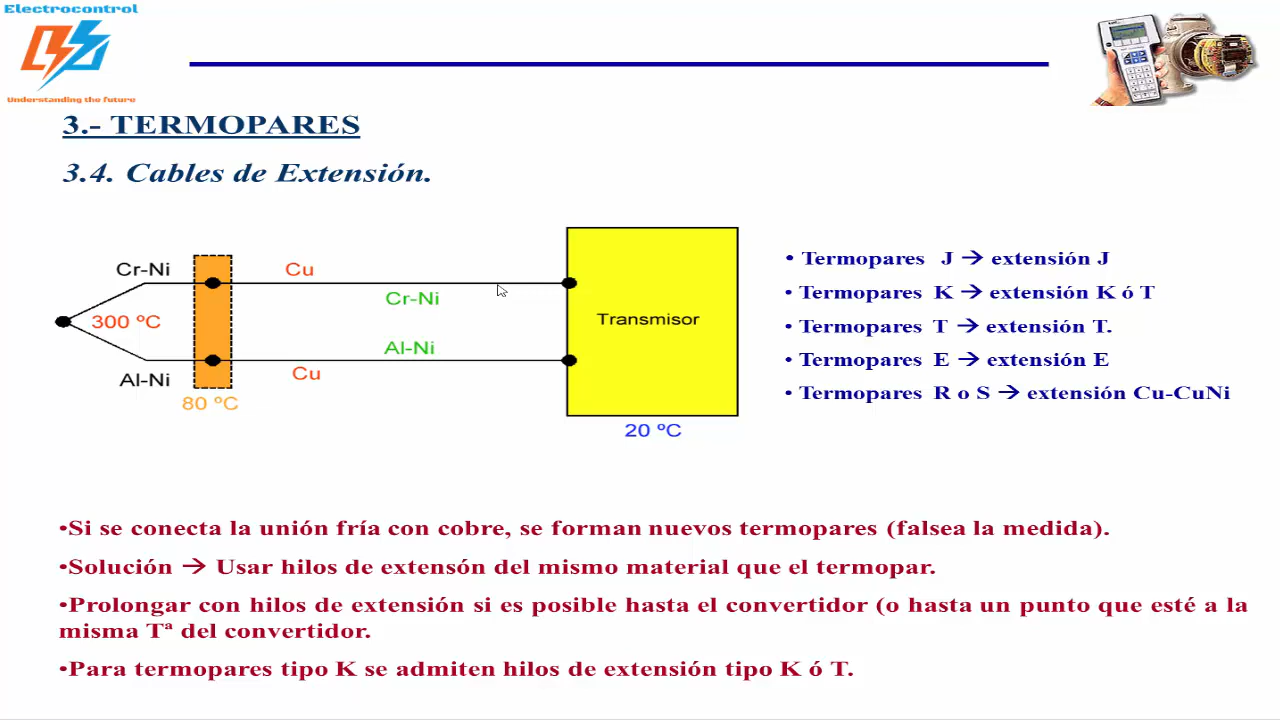 Electrocontrol
Understanding the future
3.- TERMOPARES
3.4. Cables de Extensión.
Cr-Ni
Cu
Cr-Ni
300 ºC
Al-Ni
Al-Ni
Cu
80 ºC
Transmisor
20 ºC
• Termopares J → extensión J
• Termopares K → extensión K ó T
• Termopares T → extensión T.
• Termopares E → extensión E
• Termopares R o S → extensión Cu-CuNi
•Si se conecta la unión fría con cobre, se forman nuevos termopares (falsea la medida).
•Solución → Usar hilos de extensón del mismo material que el termopar.
•Prolongar con hilos de extensión si es posible hasta el convertidor (o hasta un punto que esté a la
misma Tª del convertidor.
•Para termopares tipo K se admiten hilos de extensión tipo K ó T.